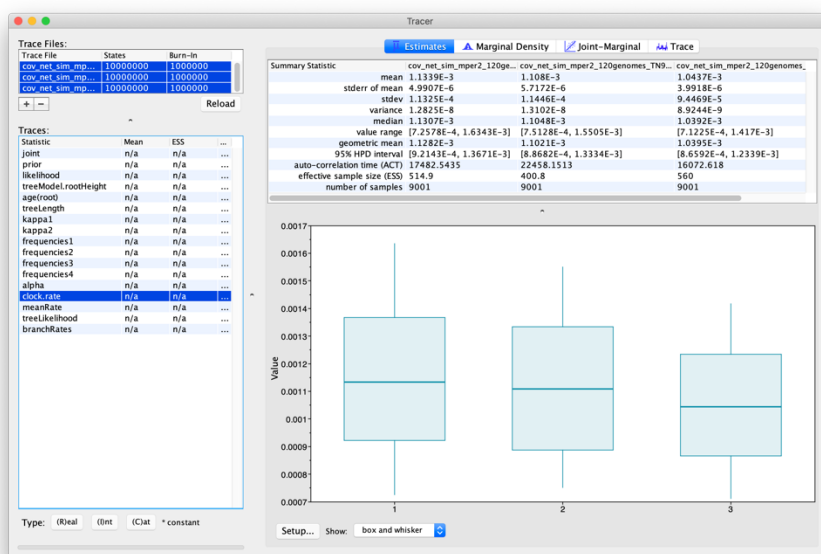 Tracer
Trace Files:
Trace File States Burn-In
cov_net_sim_mp... 10000000 1000000
cov_net_sim_mp... 10000000 1000000
cov_net_sim_mp... 10000000 1000000
+ − Reload
Traces:
Statistic Mean ESS ...
joint n/a n/a ...
prior n/a n/a ...
likelihood n/a n/a ...
treeModel.rootHeight n/a n/a ...
age(root) n/a n/a ...
treeLength n/a n/a ...
kappa1 n/a n/a ...
kappa2 n/a n/a ...
frequencies1 n/a n/a ...
frequencies2 n/a n/a ...
frequencies3 n/a n/a ...
frequencies4 n/a n/a ...
alpha n/a n/a ...
clock.rate n/a n/a ...
meanRate n/a n/a ...
treeLikelihood n/a n/a ...
branchRates n/a n/a ...
Type: (R)eal (I)nt (C)at * constant
Estimates Marginal Density Joint-Marginal Trace
Summary Statistic cov_net_sim_mper2_120ge... cov_net_sim_mper2_120genomes_TN9... cov_net_sim_mper2_120genomes_
mean 1.1339E-3 1.108E-3 1.0437E-3
stderr of mean 4.9907E-6 5.7172E-6 3.9918E-6
stdev 1.1325E-4 1.1446E-4 9.4469E-5
variance 1.2825E-8 1.3102E-8 8.9244E-9
median 1.1307E-3 1.1048E-3 1.0392E-3
value range [7.2578E-4, 1.6343E-3] [7.5128E-4, 1.5505E-3] [7.1225E-4, 1.417E-3]
geometric mean 1.1282E-3 1.1021E-3 1.0395E-3
95% HPD interval [9.2143E-4, 1.3671E-3] [8.8682E-4, 1.3334E-3] [8.6592E-4, 1.2339E-3]
auto-correlation time (ACT) 17482.5435 22458.1513 16072.618
effective sample size (ESS) 514.9 400.8 560
number of samples 9001 9001 9001
0.0017
0.0016
0.0015
0.0014
0.0013
0.0012
0.0011
0.001
0.0009
0.0008
0.0007
Value
1 2 3
Setup... Show: box and whisker